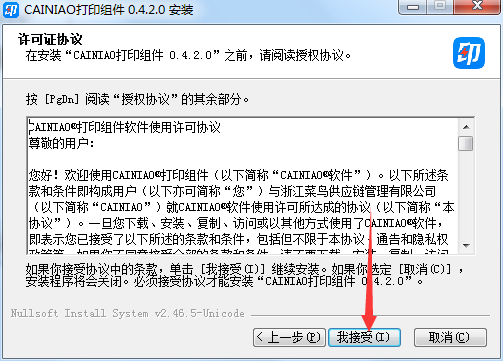 CAINIAO打印组件 0.4.2.0 安装
许可证协议
在安装“CAINIAO打印组件 0.4.2.0”之前，请阅读授权协议。
印
按 [PgDn] 阅读“授权协议”的其余部分。
CAINIAO®打印组件软件使用许可协议
尊敬的用户：
您好！欢迎使用CAINIAO®打印组件（以下简称“CAINIAO®软件”）。以下所述条
款和条件即构成用户（以下亦可简称“您”）与浙江菜鸟供应链管理有限公司
（以下简称“CAINIAO”）就CAINIAO®软件使用许可所达成的协议（以下简称“本
协议”）。一旦您下载、安装、复制、访问或以其他方式使用了CAINIAO®软件，
即表示您已接受了以下所述的条款和条件，包括但不限于本协议、通告和隐私权
如果你接受协议中的条款，单击 [我接受(I)] 继续安装。如果你选定 [取消(C)] ，
安装程序将会关闭。必须接受协议才能安装“CAINIAO打印组件 0.4.2.0”。
Nullsoft Install System v2.46.5-Unicode
< 上一步(P)
我接受(I)
取消(C)